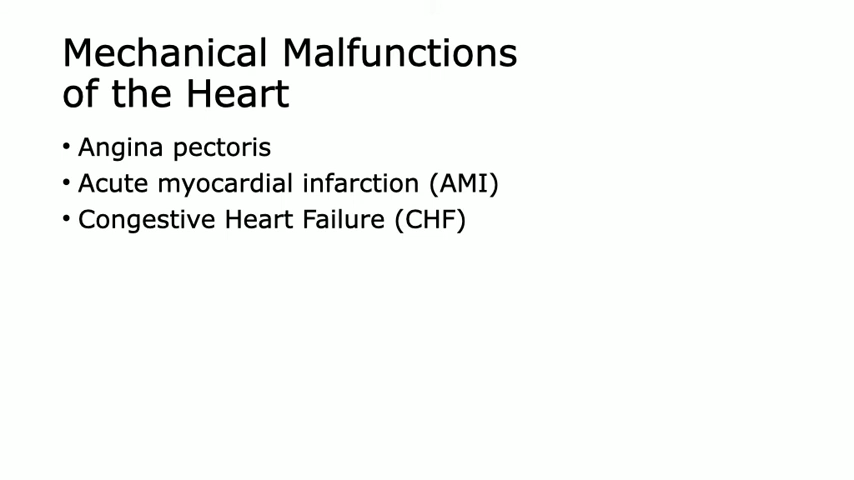 Mechanical Malfunctions
of the Heart
• Angina pectoris
• Acute myocardial infarction (AMI)
• Congestive Heart Failure (CHF)